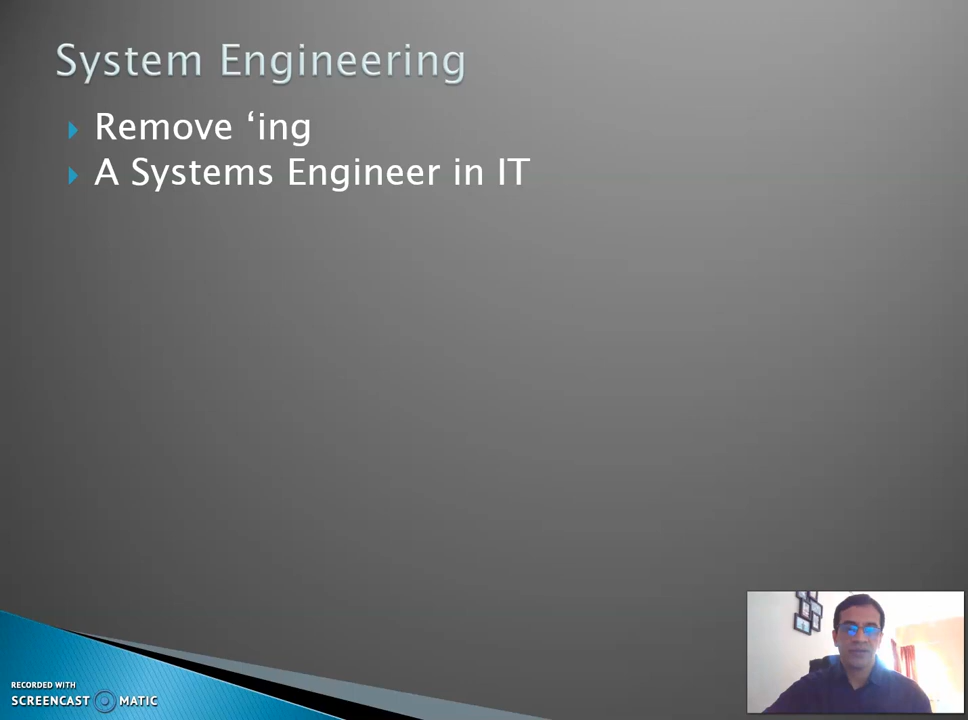 System Engineering
Remove ‘ing
A Systems Engineer in IT
RECORDED WITH
SCREENCAST MATIC